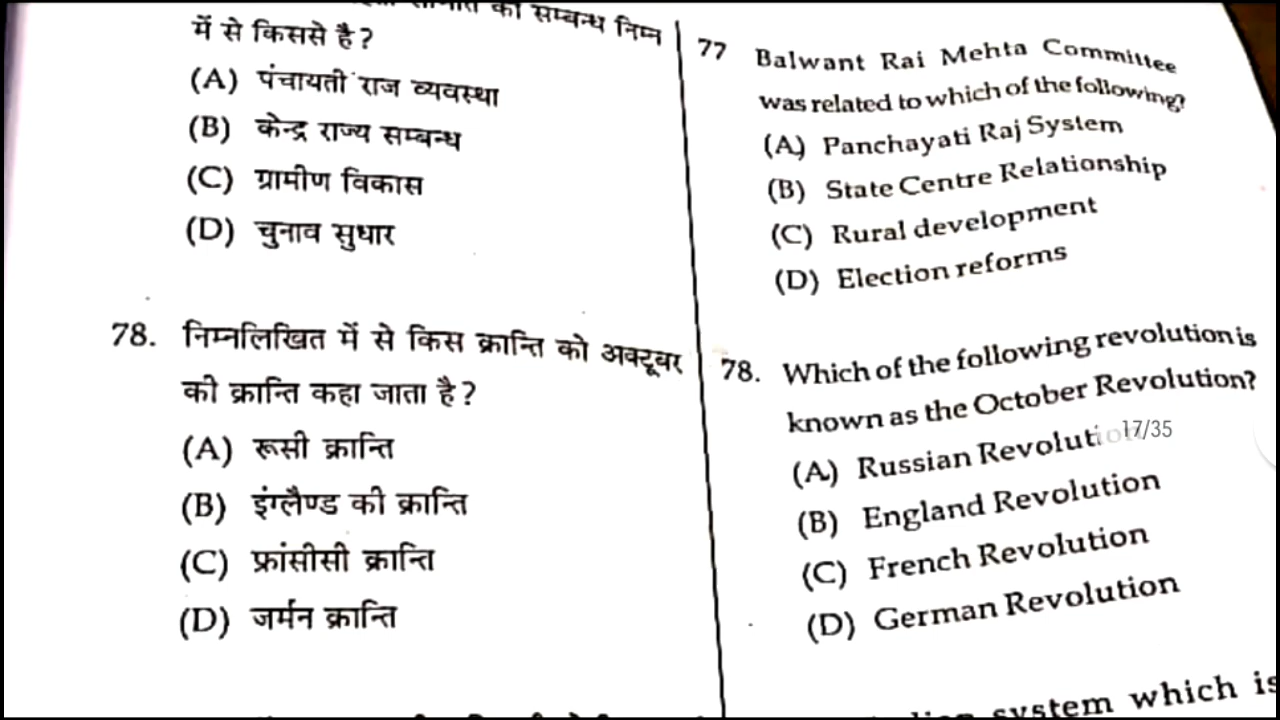 को सम्बन्ध निम्न
में से किससे है?
(A) पंचायती राज व्यवस्था
(B) केन्द्र राज्य सम्बन्ध
(C) ग्रामीण विकास
(D) चुनाव सुधार
78. निम्नलिखित में से किस क्रान्ति को अक्टूबर
की क्रान्ति कहा जाता है?
(A) रूसी क्रान्ति
(B) इंग्लैण्ड की क्रान्ति
(C) फ्रांसीसी क्रान्ति
(D) जर्मन क्रान्ति
77 Balwant Rai Mehta Committee
was related to which of the following?
(A) Panchayati Raj System
(B) State Centre Relationship
(C) Rural development
(D) Election reforms
78. Which of the following revolution is
known as the October Revolution?
(A) Russian Revolution
17/35
(B) England Revolution
(C) French Revolution
(D) German Revolution
system which is